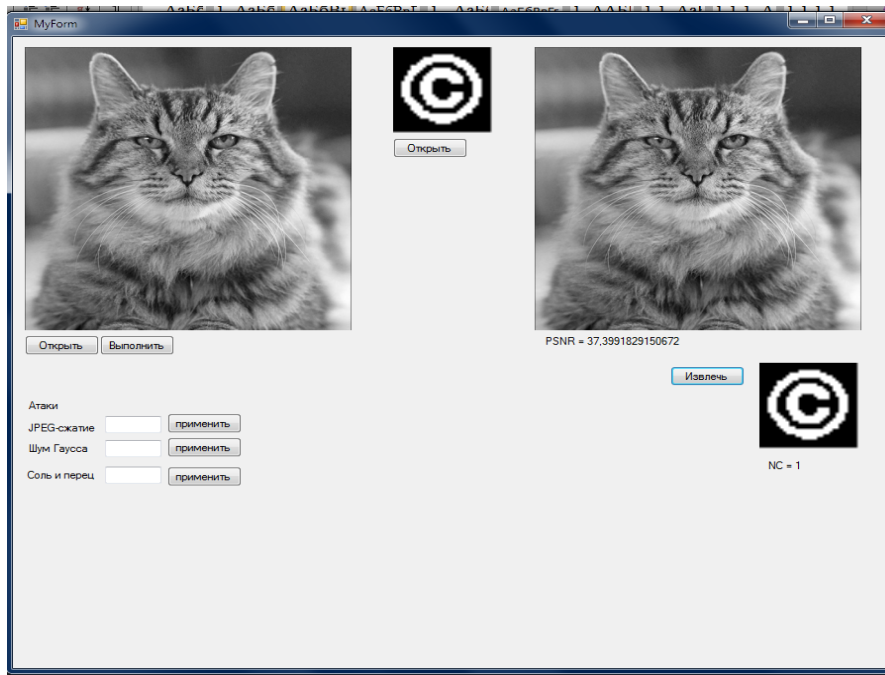 MyForm
Открыть
Открыть Выполнить
PSNR = 37,3991829150672
Извлечь
Атаки
JPEG-сжатие применить
Шум Гаусса применить
Соль и перец применить
NC = 1